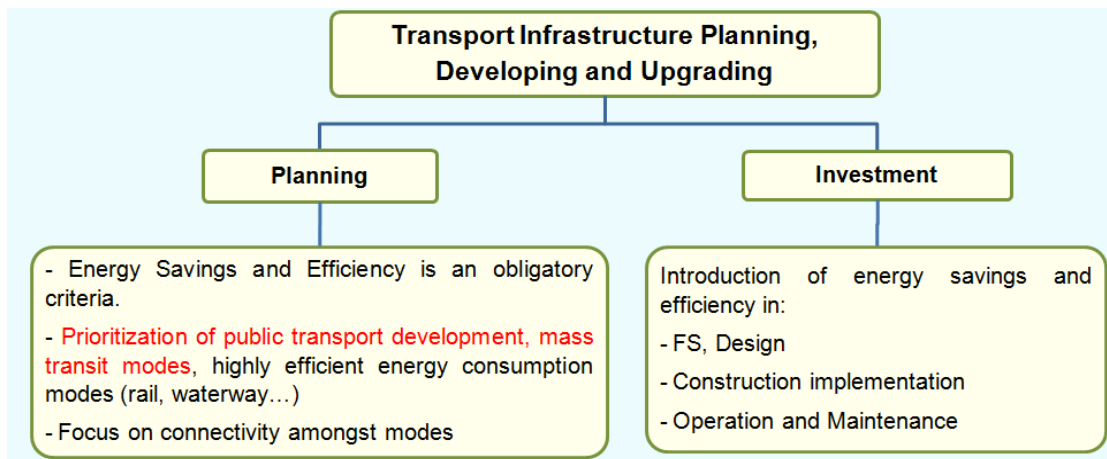 Transport Infrastructure Planning,
Developing and Upgrading
Planning
Investment
- Energy Savings and Efficiency is an obligatory
criteria.
- Prioritization of public transport development, mass
transit modes, highly efficient energy consumption
modes (rail, waterway…)
- Focus on connectivity amongst modes
Introduction of energy savings and
efficiency in:
- FS, Design
- Construction implementation
- Operation and Maintenance